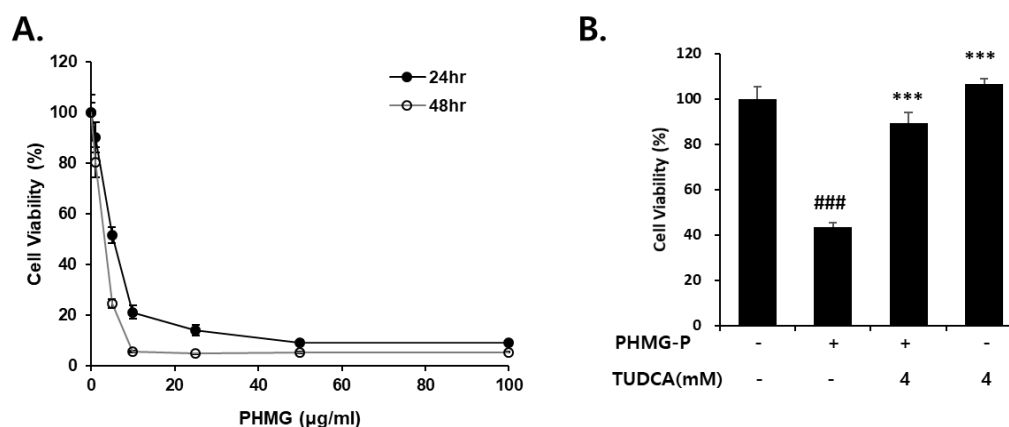 A.
120
100
80
60
40
20
0
Cell Viability (%)
24hr
48hr
0 20 40 60 80 100
PHMG (μg/ml)
B.
120
100
80
60
40
20
0
Cell Viability (%)
###
***
***
PHMG-P - + + -
TUDCA(mM) - - 4 4